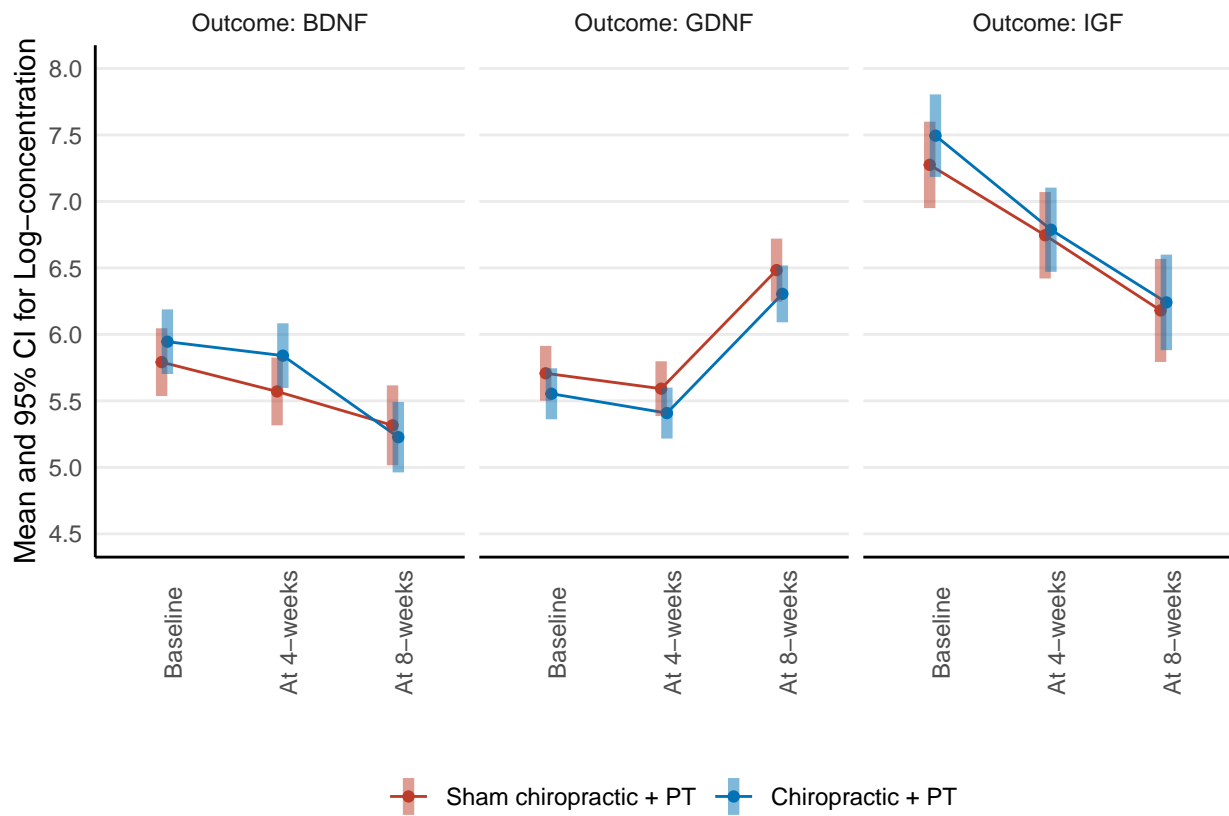 Outcome: BDNF
Outcome: GDNF
Outcome: IGF
Mean and 95% CI for Log−concentration
8.0
7.5
7.0
6.5
6.0
5.5
5.0
4.5
Baseline
At 4−weeks
At 8−weeks
Baseline
At 4−weeks
At 8−weeks
Baseline
At 4−weeks
At 8−weeks
Sham chiropractic + PT
Chiropractic + PT